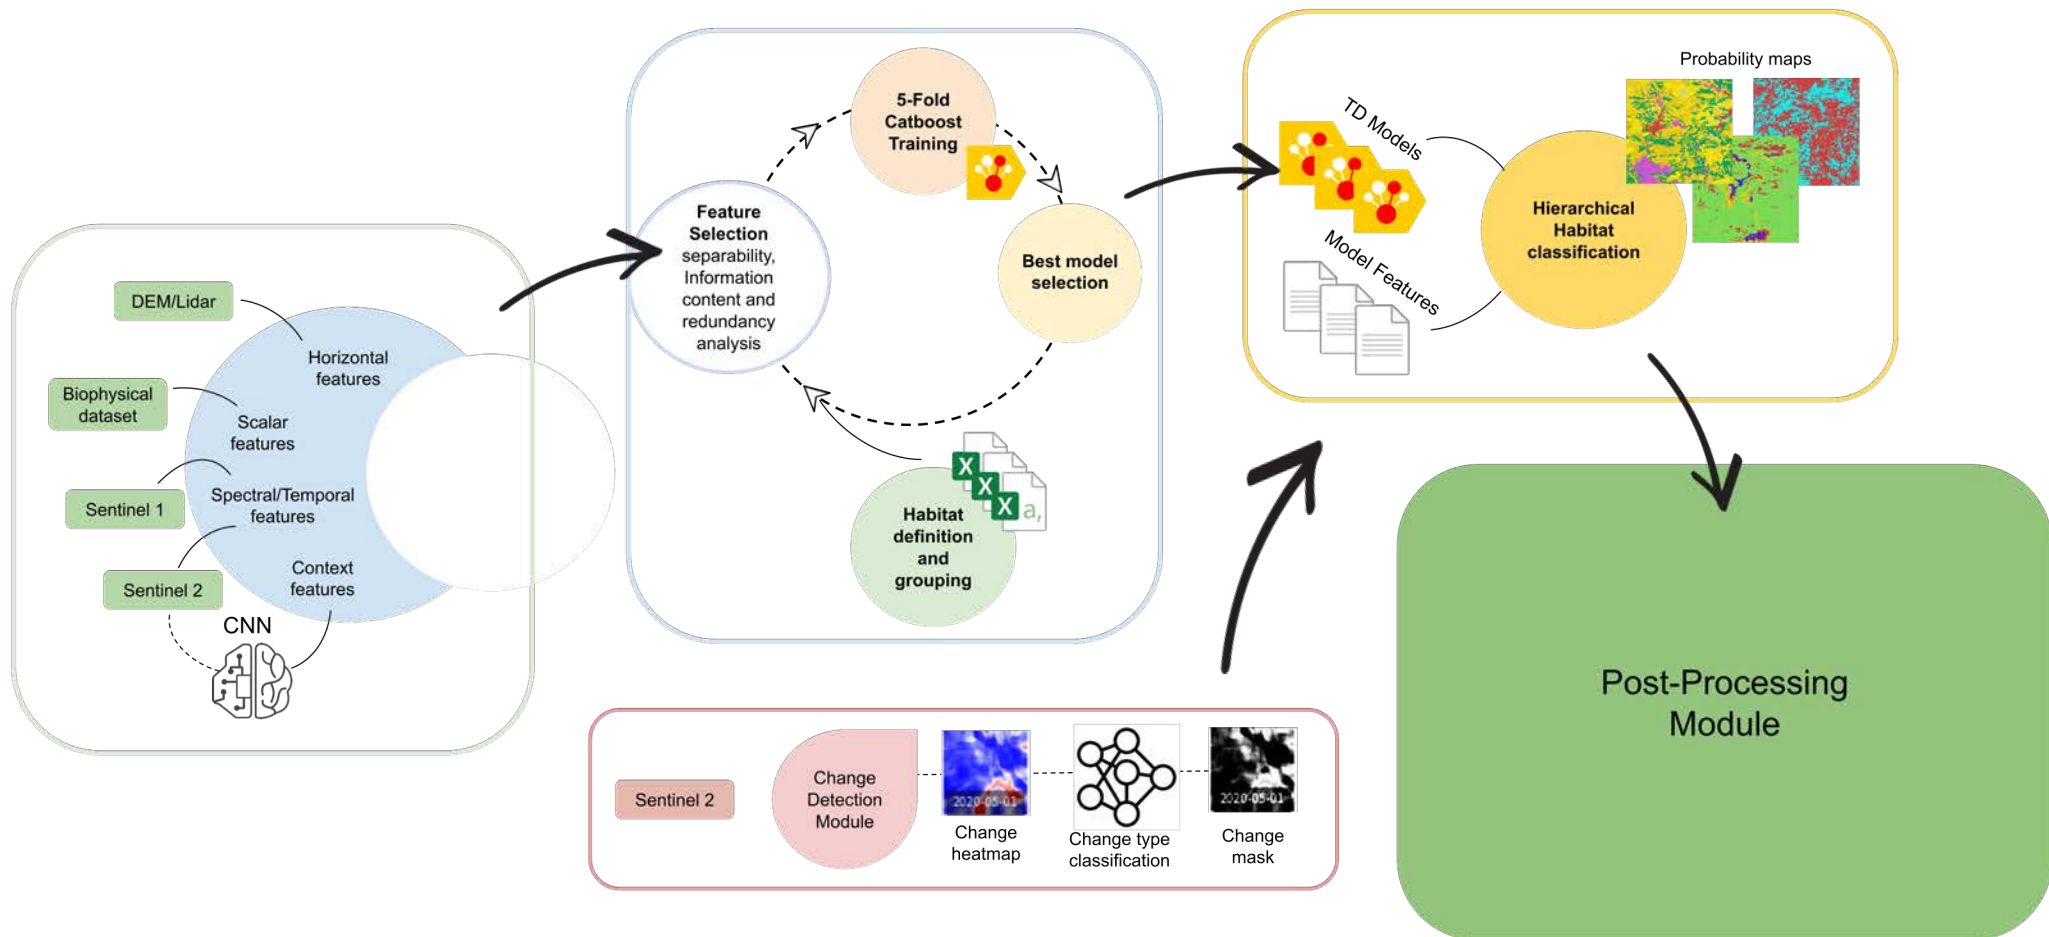 DEM/Lidar
Horizontal
features
Biophysical
dataset
Scalar
features
Sentinel 1
Spectral/Temporal
features
Sentinel 2
Context
features
CNN
Feature
Selection
separability,
Information
content and
redundancy
analysis
5-Fold
Catboost
Training
Best model
selection
Habitat
definition
and
grouping
X
X
X
a,
TD Models
Model Features
Hierarchical
Habitat
classification
Probability maps
Sentinel 2
Change
Detection
Module
2020-05-01
Change
heatmap
Change type
classification
2020-05-01
Change
mask
Post-Processing
Module